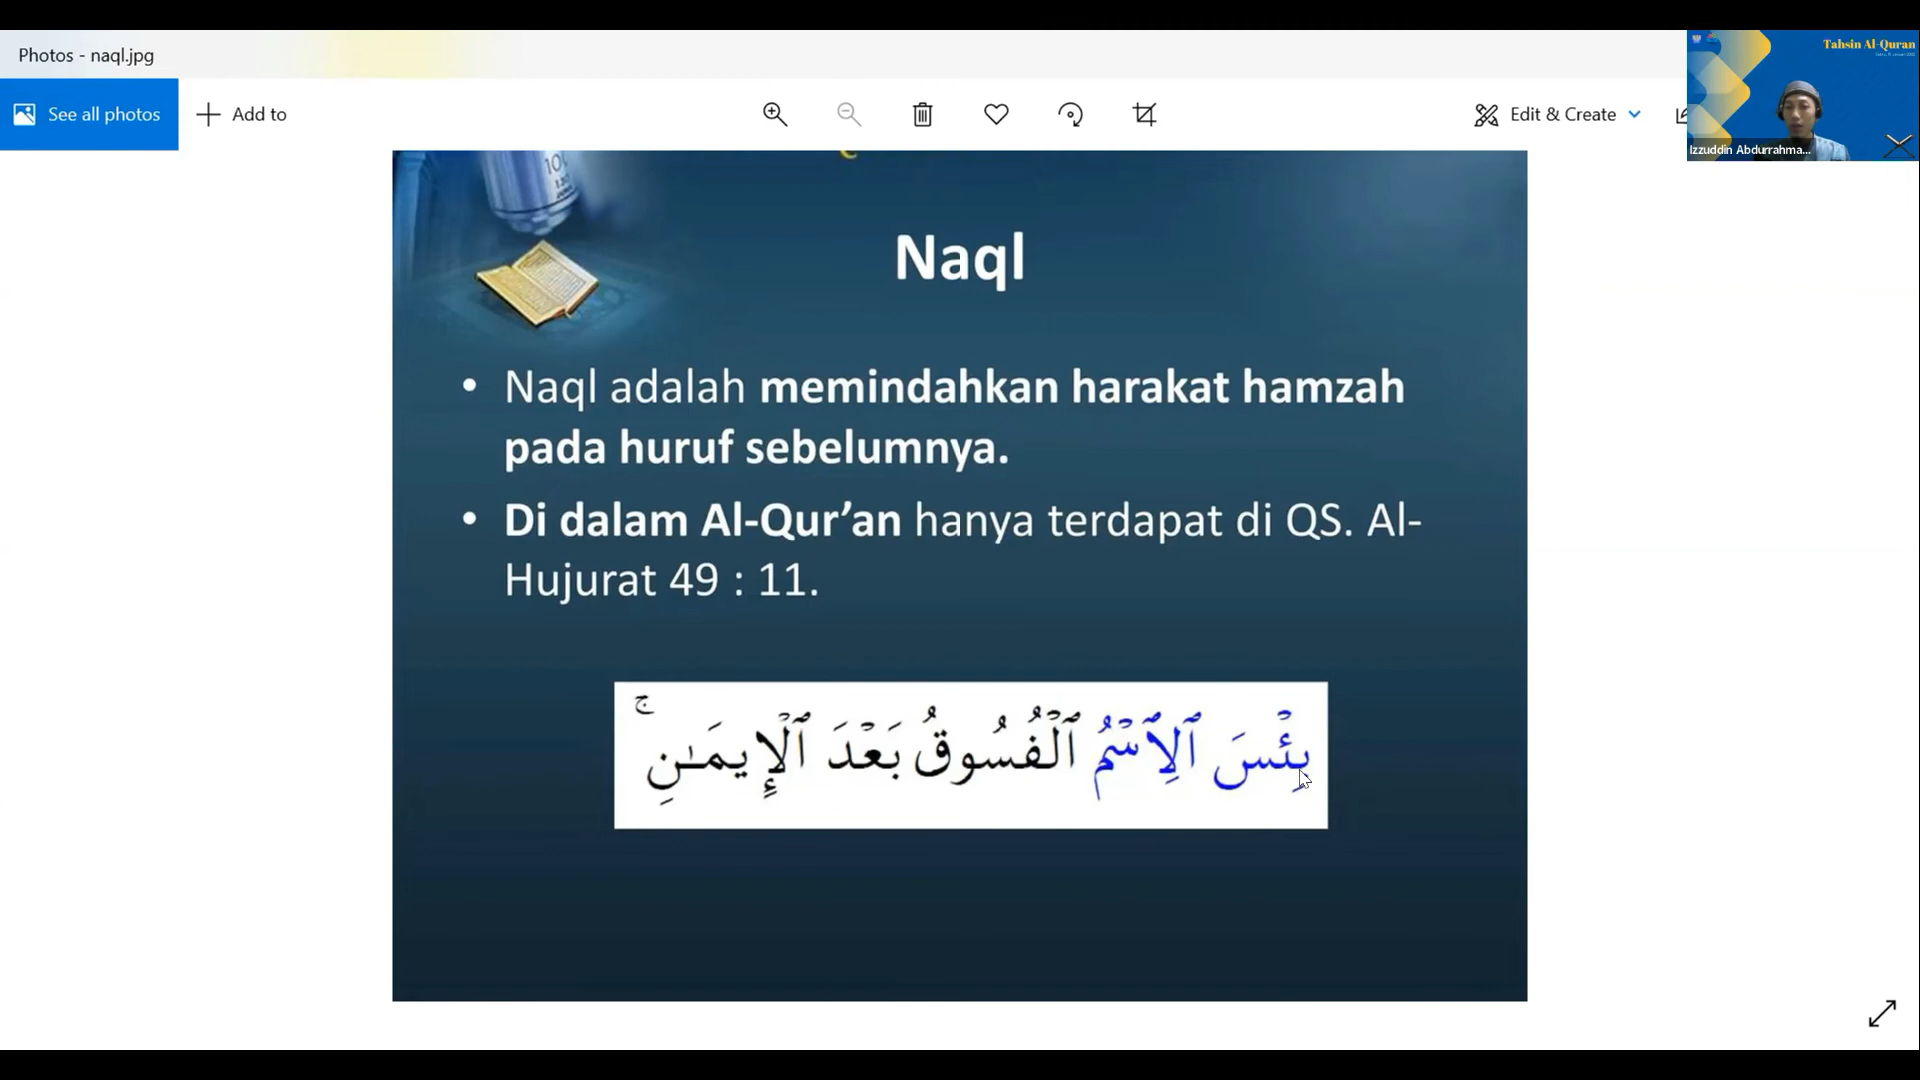 Photos - naql.jpg
Tahsin Al-Quran
See all photos
Add to
Edit & Create
Izzuddin Abdurrahma...
Naql
• Naql adalah memindahkan harakat hamzah
pada huruf sebelumnya.
• Di dalam Al-Qur’an hanya terdapat di QS. Al-
Hujurat 49 : 11.
بِئْسَ ٱلِٱسْمُ ٱلْفُسُوقُ بَعْدَ ٱلْإِيمَـٰنِ ۚ